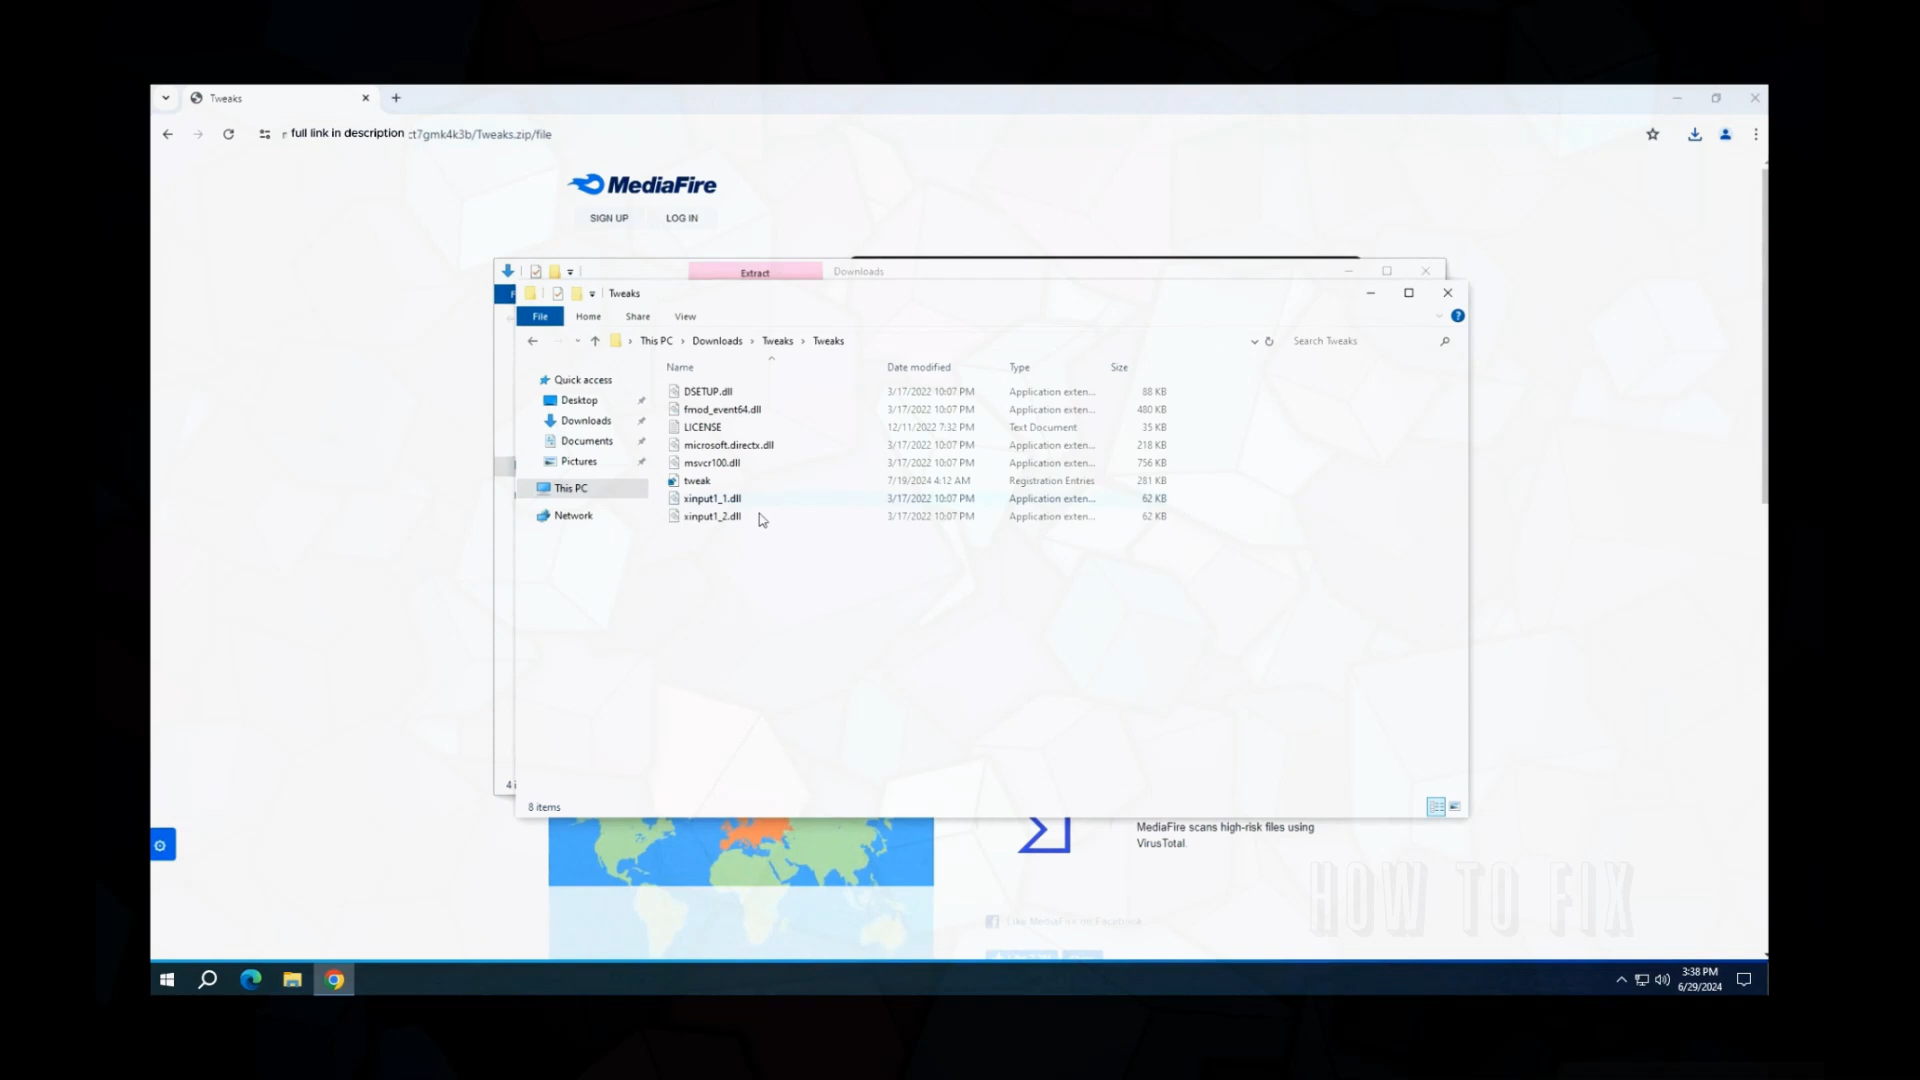 Tweaks
full link in description ct7gmk4k3b/Tweaks.zip/file
MediaFire
SIGN UP LOG IN
Extract Downloads
Tweaks
File Home Share View
This PC Downloads Tweaks Tweaks
Search Tweaks
Name Date modified Type Size
Quick access
Desktop
Downloads
Documents
Pictures
This PC
Network
DSETUP.dll 3/17/2022 10:07 PM Application exten... 88 KB
fmod_event64.dll 3/17/2022 10:07 PM Application exten... 480 KB
LICENSE 12/11/2022 7:32 PM Text Document 35 KB
microsoft.directx.dll 3/17/2022 10:07 PM Application exten... 218 KB
msvcr100.dll 3/17/2022 10:07 PM Application exten... 756 KB
tweak 7/19/2024 4:12 AM Registration Entries 281 KB
xinput1_1.dll 3/17/2022 10:07 PM Application exten... 62 KB
xinput1_2.dll 3/17/2022 10:07 PM Application exten... 62 KB
8 items
MediaFire scans high-risk files using
VirusTotal.
Like MediaFire on Facebook
HOW TO FIX
3:38 PM
6/29/2024